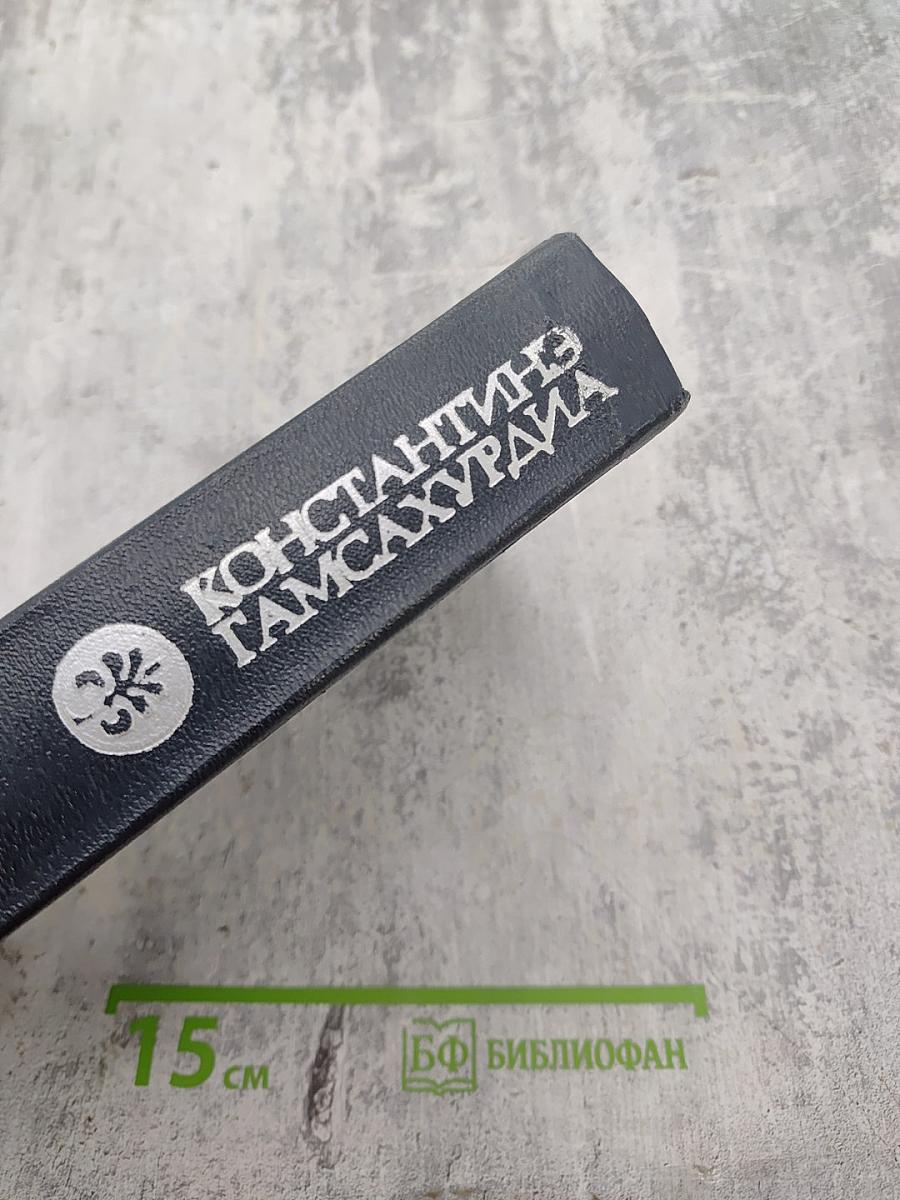 КОНСТАНТИНЭ
ГАМСАХУРДИА
15 см
БФ БИБЛИОФАН